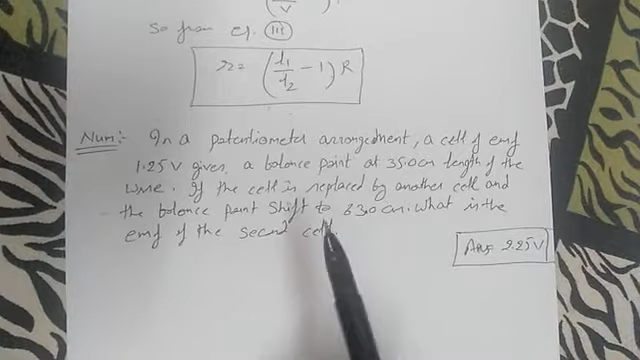 V
So from eq. (III)
r = (l1/l2 - 1) R
Num:- In a potentiometer arrangement, a cell of emf
1.25 V gives a balance point at 35.0 cm length of the
wire. If the cell is replaced by another cell and
the balance point shift to 63.0 cm. What is the
emf of the second cell.
Ans 2.25V